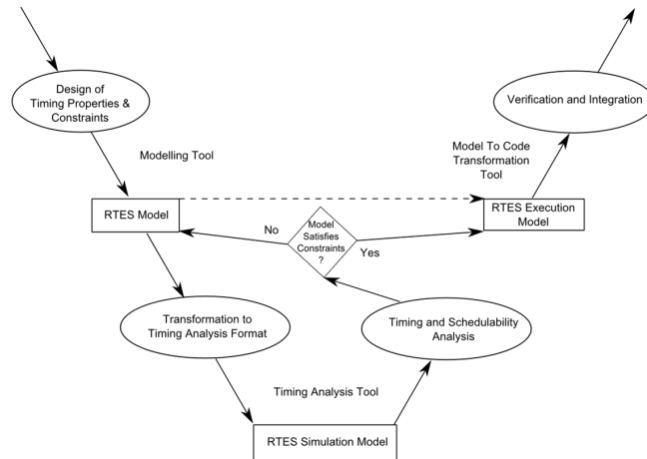 Design of
Timing Properties &
Constraints
Verification and Integration
Modelling Tool
Model To Code
Transformation
Tool
RTES Model
RTES Execution
Model
Model
Satisfies
Constraints
?
No
Yes
Transformation to
Timing Analysis Format
Timing and Schedulability
Analysis
Timing Analysis Tool
RTES Simulation Model